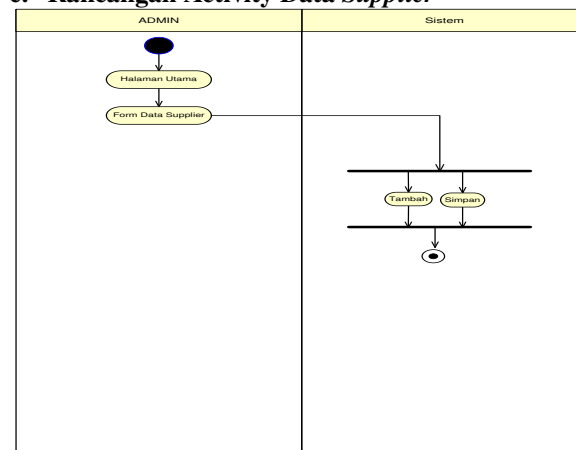 Rancangan Activity Data Supplier
ADMIN
Sistem
Halaman Utama
Form Data Supplier
Tambah
Simpan